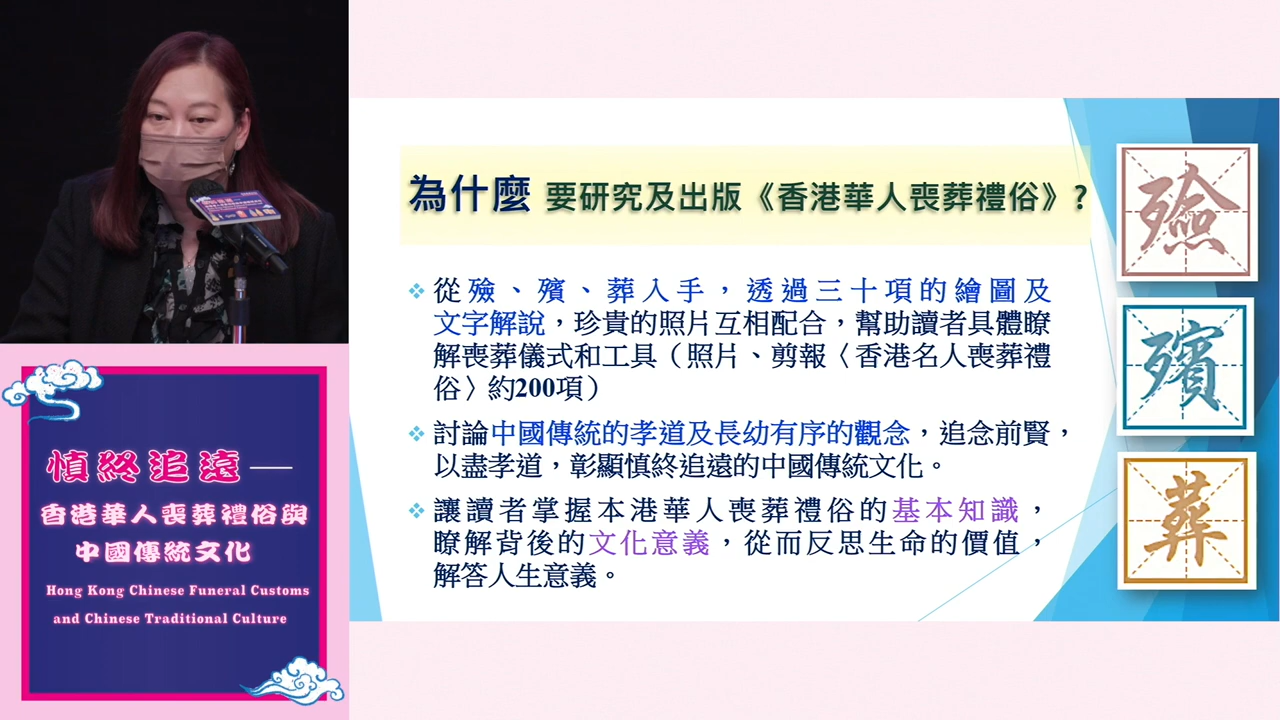 慎終追遠——
香港華人喪葬禮俗與
中國傳統文化
Hong Kong Chinese Funeral Customs
and Chinese Traditional Culture
為什麼 要研究及出版《香港華人喪葬禮俗》?
從殮、殯、葬入手，透過三十項的繪圖及
文字解說，珍貴的照片互相配合，幫助讀者具體瞭
解喪葬儀式和工具（照片、剪報〈香港名人喪葬禮
俗〉約200項）
討論中國傳統的孝道及長幼有序的觀念，追念前賢，
以盡孝道，彰顯慎終追遠的中國傳統文化。
讓讀者掌握本港華人喪葬禮俗的基本知識，
瞭解背後的文化意義，從而反思生命的價值，
解答人生意義。
殮
殯
葬